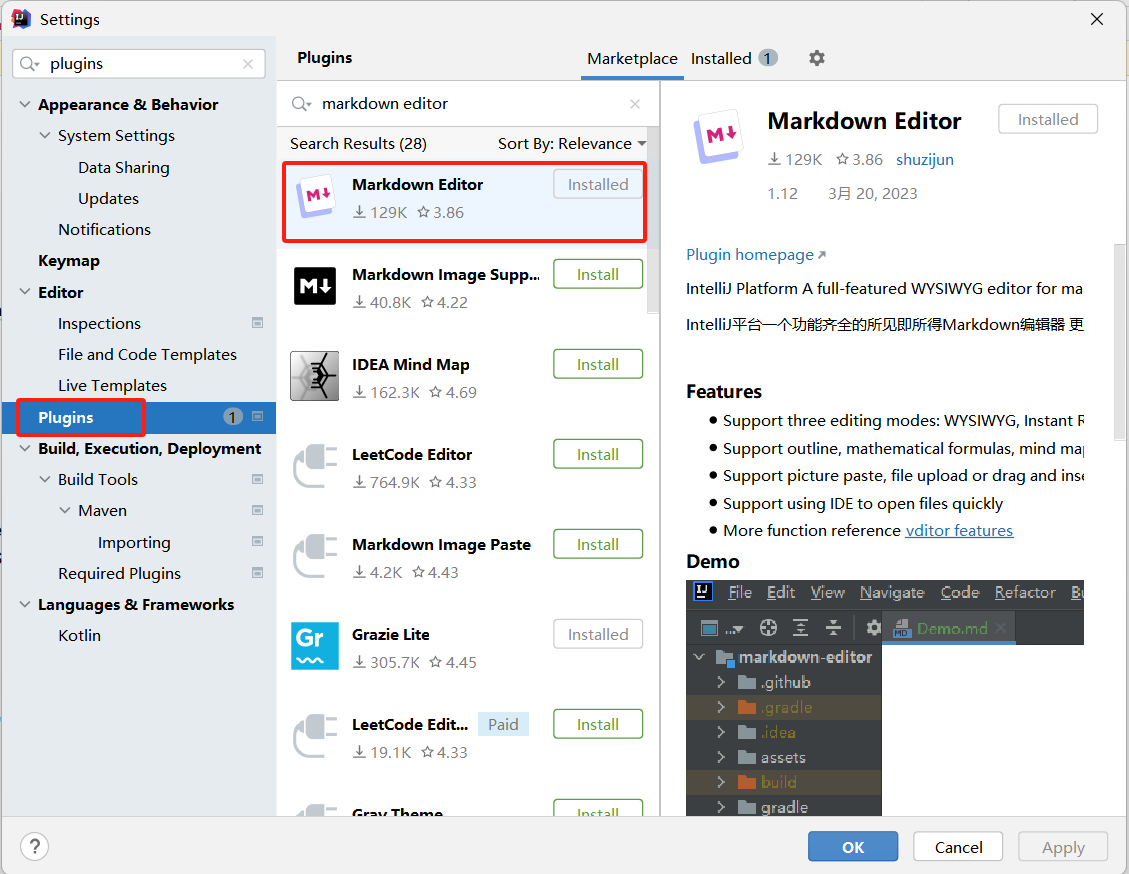 Settings
plugins
Appearance & Behavior
System Settings
Data Sharing
Updates
Notifications
Keymap
Editor
Inspections
File and Code Templates
Live Templates
Plugins 1
Build, Execution, Deployment
Build Tools
Maven
Importing
Required Plugins
Languages & Frameworks
Kotlin
Plugins
Marketplace
Installed 1
markdown editor
Search Results (28) Sort By: Relevance
Markdown Editor Installed
129K 3.86
Markdown Image Supp... Install
40.8K 4.22
IDEA Mind Map Install
162.3K 4.69
LeetCode Editor Install
764.9K 4.33
Markdown Image Paste Install
4.2K 4.43
Gr
Grazie Lite Installed
305.7K 4.45
LeetCode Edit... Paid Install
19.1K 4.33
Gray Theme Install
M
Markdown Editor Installed
129K 3.86 shuzijun
1.12 3月 20, 2023
Plugin homepage
IntelliJ Platform A full-featured WYSIWYG editor for ma
IntelliJ平台一个功能齐全的所见即所得Markdown编辑器 更
Features
Support three editing modes: WYSIWYG, Instant R
Support outline, mathematical formulas, mind map
Support picture paste, file upload or drag and inse
Support using IDE to open files quickly
More function reference vditor features
Demo
IJ File Edit View Navigate Code Refactor Bu
MD Demo.md
markdown-editor
.github
.gradle
.idea
assets
build
gradle
? OK Cancel Apply